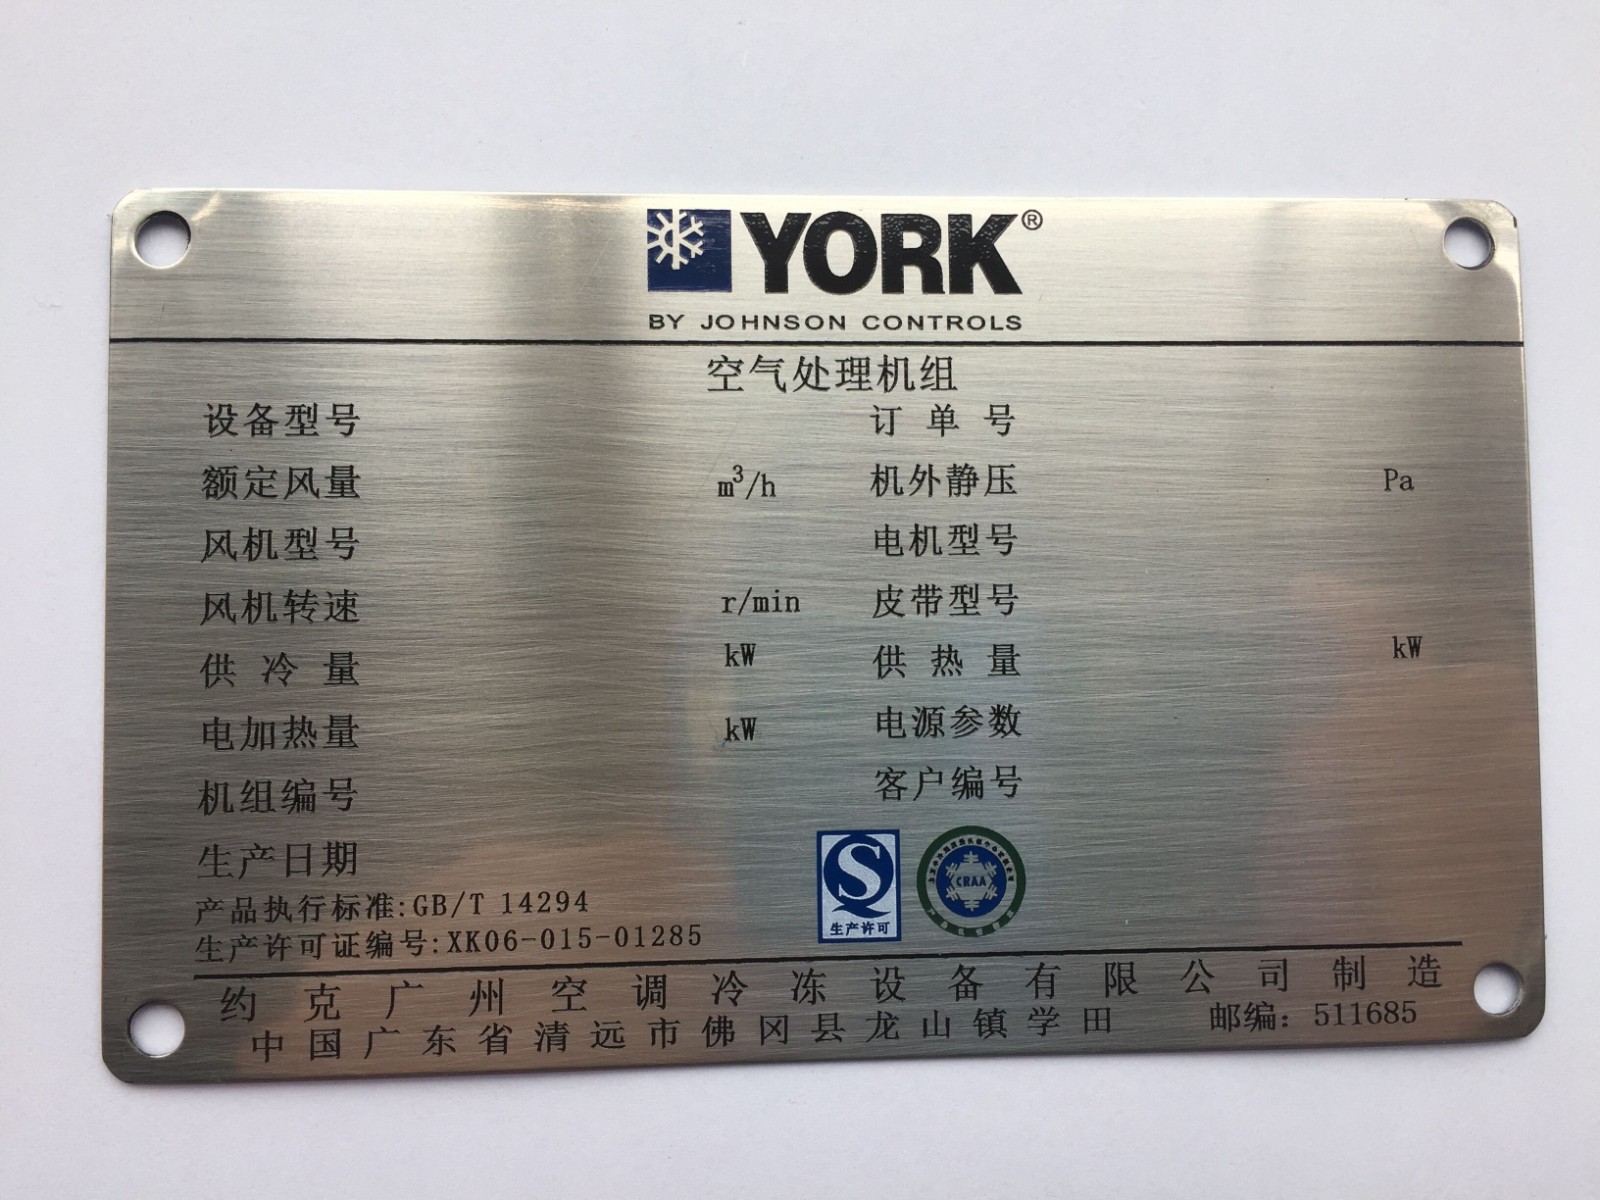 YORK®
BY JOHNSON CONTROLS
空气处理机组
设备型号 订单号
额定风量 m³/h 机外静压 Pa
风机型号 电机型号
风机转速 r/min 皮带型号
供冷量 kW 供热量 kW
电加热量 kW 电源参数
机组编号 客户编号
生产日期
产品执行标准:GB/T 14294
生产许可证编号:XK06-015-01285
QS
生产许可
CRAA
约克广州空调冷冻设备有限公司制造
中国广东省清远市佛冈县龙山镇学田 邮编：511685